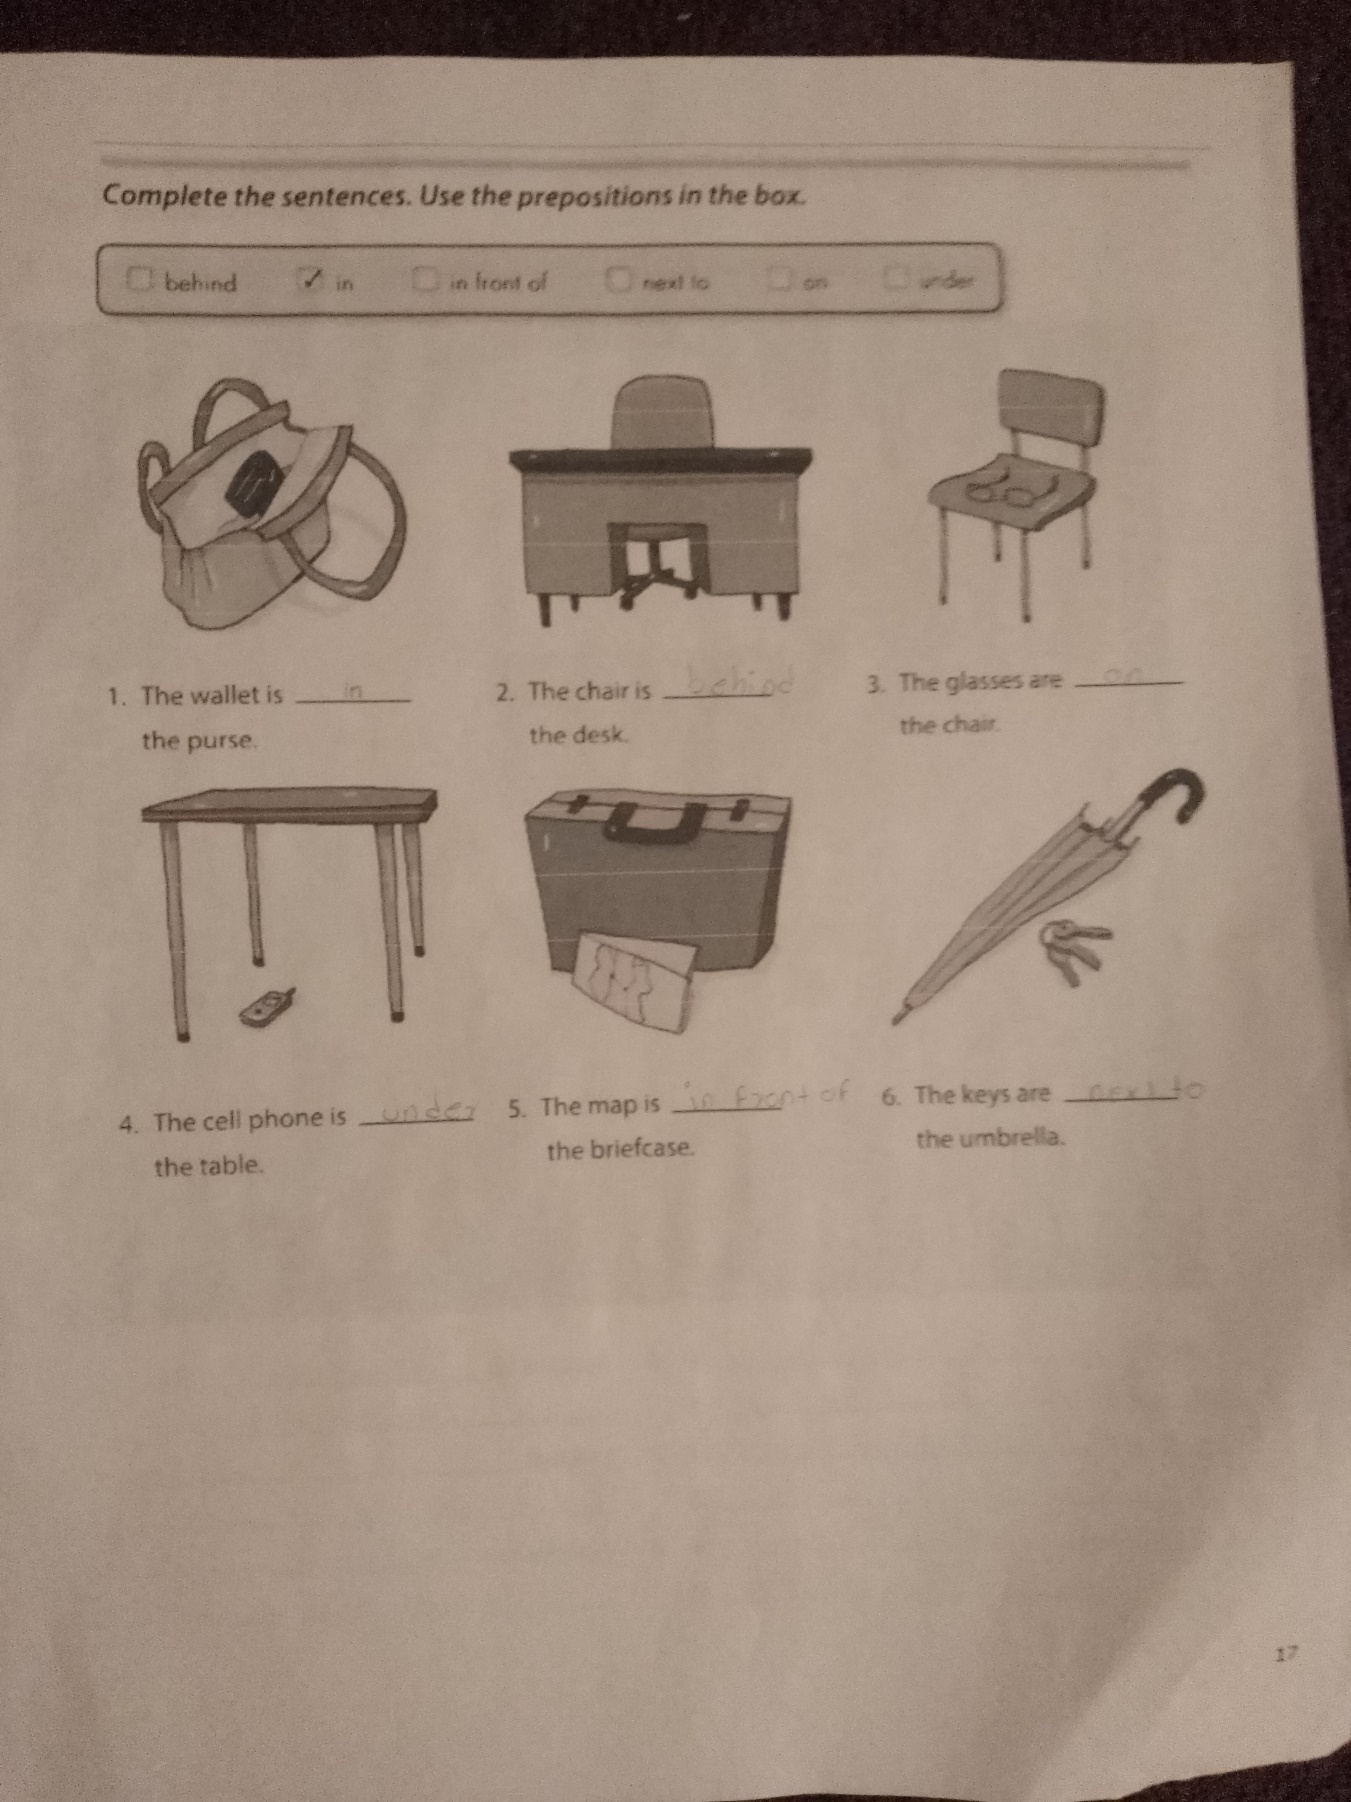 Complete the sentences. Use the prepositions in the box.
behind in in front of next to on under
1. The wallet is in
the purse.
2. The chair is behind
the desk.
3. The glasses are on
the chair.
4. The cell phone is under
the table.
5. The map is in front of
the briefcase.
6. The keys are next to
the umbrella.
17